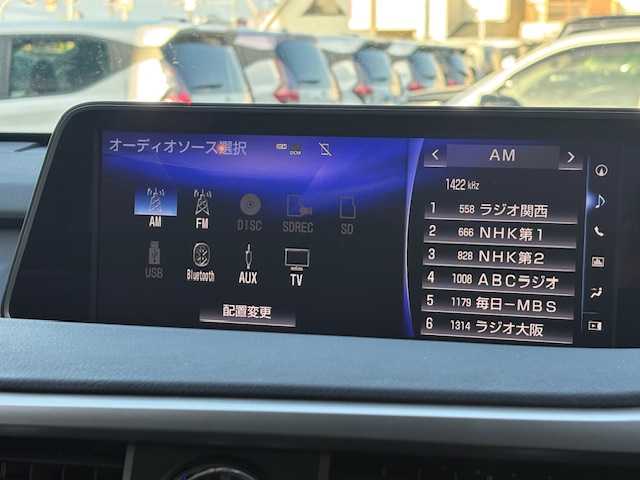 オーディオソース選択
AM
FM
DISC
SDREC
SD
USB
Bluetooth
AUX
TV
配置変更
AM
1422 kHz
1 558 ラジオ関西
2 666 NHK第1
3 828 NHK第2
4 1008 ABCラジオ
5 1179 毎日-MBS
6 1314 ラジオ大阪